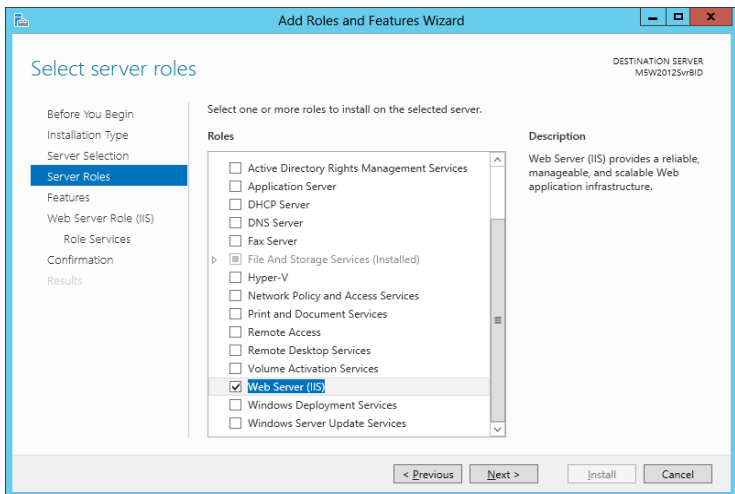 Add Roles and Features Wizard
Select server roles
DESTINATION SERVER
M5W2012SvrBID
Before You Begin
Installation Type
Server Selection
Server Roles
Features
Web Server Role (IIS)
Role Services
Confirmation
Results
Select one or more roles to install on the selected server.
Roles
Active Directory Rights Management Services
Application Server
DHCP Server
DNS Server
Fax Server
File And Storage Services (Installed)
Hyper-V
Network Policy and Access Services
Print and Document Services
Remote Access
Remote Desktop Services
Volume Activation Services
Web Server (IIS)
Windows Deployment Services
Windows Server Update Services
Description
Web Server (IIS) provides a reliable,
manageable, and scalable Web
application infrastructure.
< Previous
Next >
Install
Cancel